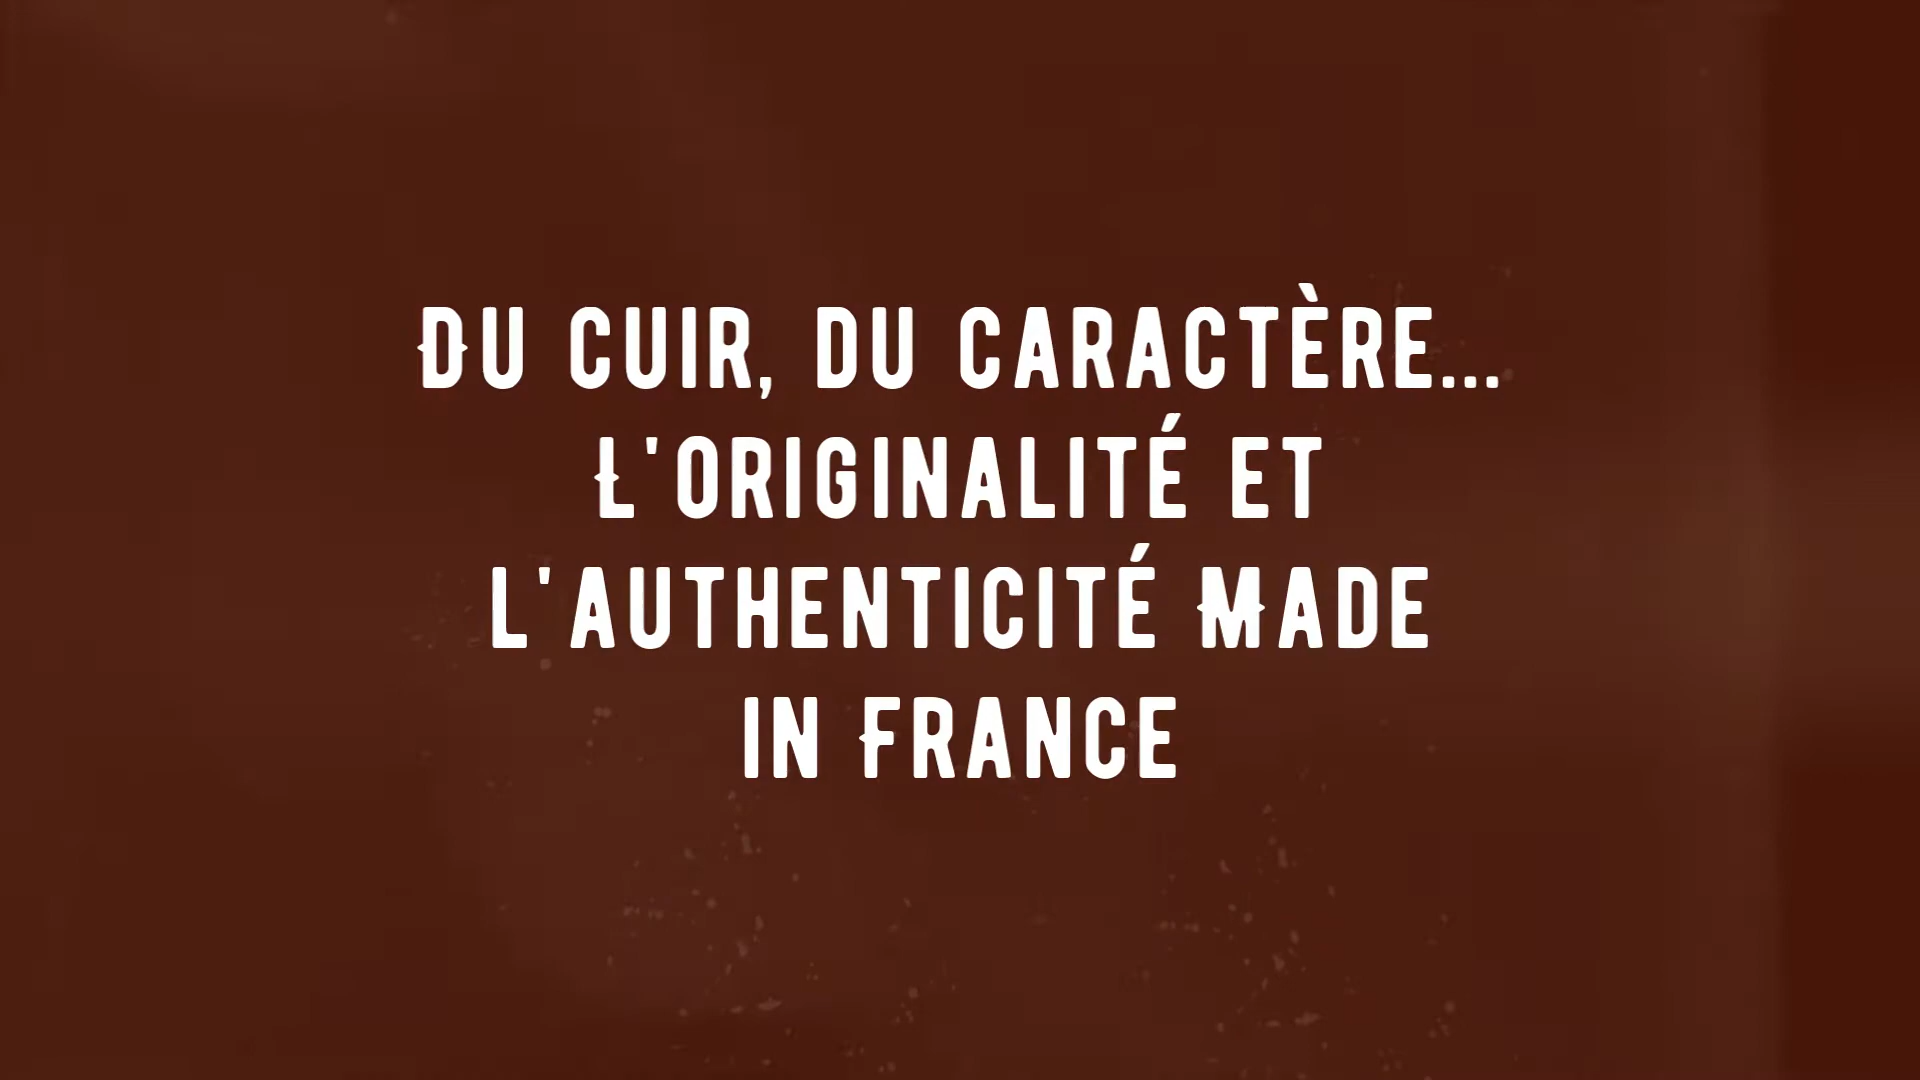 Du cuir, du caractère...
L'originalité et
l'authenticité Made
in France